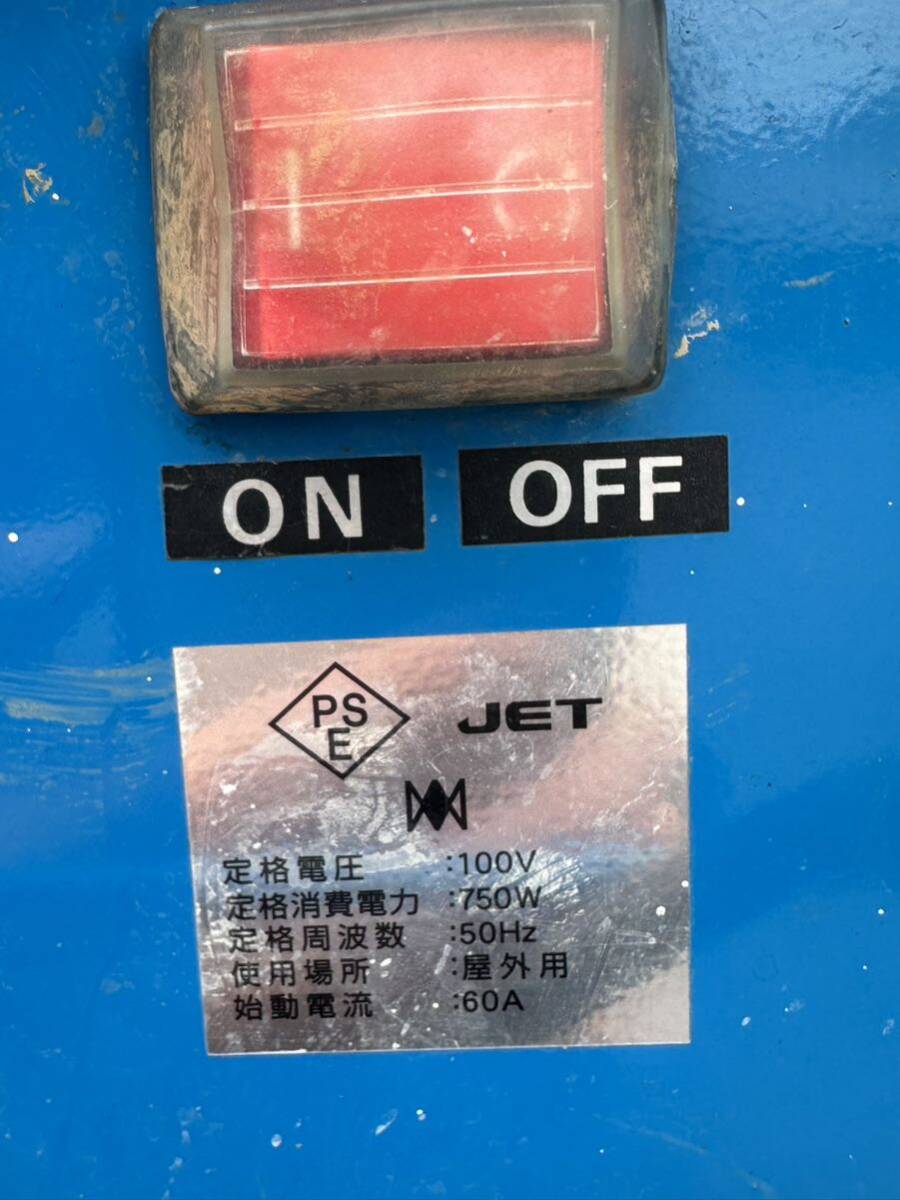 I O
ON OFF
PS
E
JET
定格電圧 :100V
定格消費電力 :750W
定格周波数 :50Hz
使用場所 :屋外用
始動電流 :60A